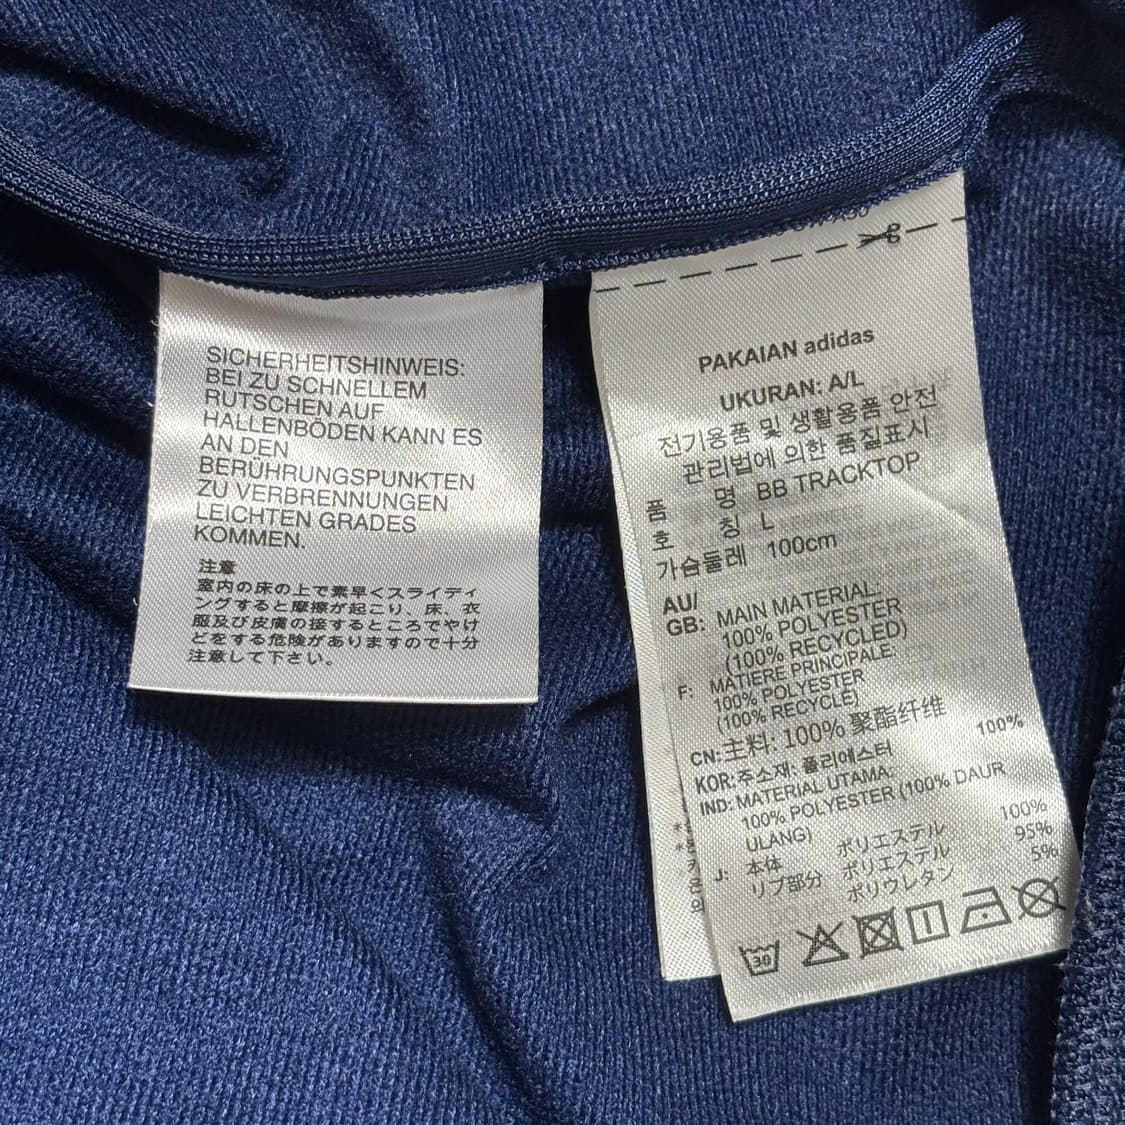 SICHERHEITSHINWEIS:
BEI ZU SCHNELLEM
RUTSCHEN AUF
HALLENBÖDEN KANN ES
AN DEN
BERÜHRUNGSPUNKTEN
ZU VERBRENNUNGEN
LEICHTEN GRADES
KOMMEN.
注意
室内の床の上で素早くスライディ
ングすると摩擦が起こり、床、衣
服及び皮膚の接するところでやけ
どをする危険がありますので十分
注意して下さい。
PAKAIAN adidas
UKURAN: A/L
전기용품 및 생활용품 안전
관리법에 의한 품질표시
품 명 BB TRACKTOP
호 칭 L
가슴둘레 100cm
AU/
GB: MAIN MATERIAL:
100% POLYESTER
(100% RECYCLED)
F: MATIERE PRINCIPALE:
100% POLYESTER
(100% RECYCLÉ)
CN: 主料: 100% 聚酯纤维
KOR: 주소재: 폴리에스터 100%
IND: MATERIAL UTAMA:
100% POLYESTER (100% DAUR
ULANG)
J: 本体 ポリエステル 100%
リブ部分 ポリエステル 95%
ポリウレタン 5%
30